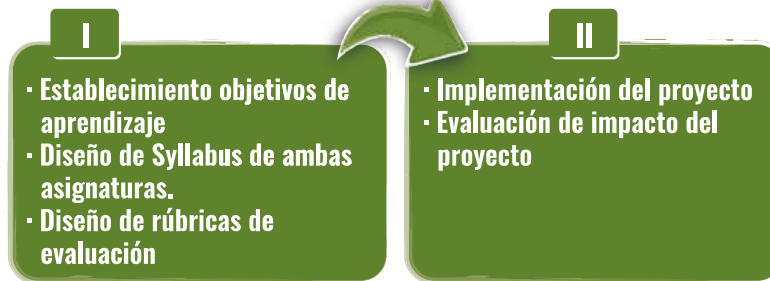 I
· Establecimiento objetivos de
aprendizaje
· Diseño de Syllabus de ambas
asignaturas.
· Diseño de rúbricas de
evaluación
II
· Implementación del proyecto
· Evaluación de impacto del
proyecto